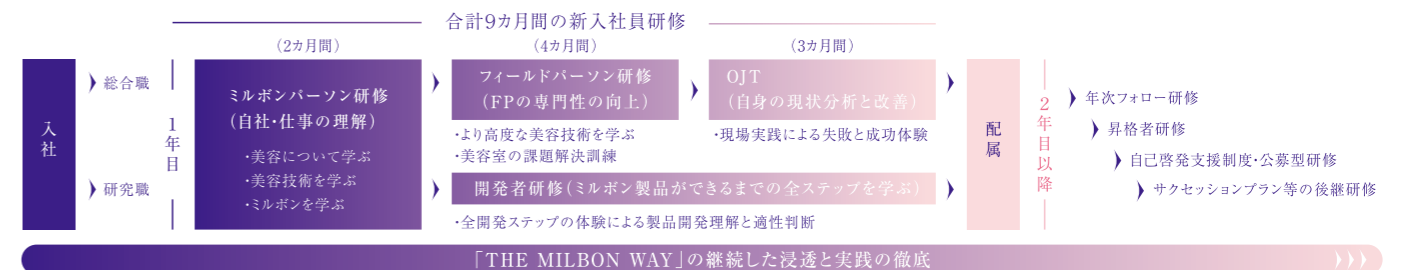 合計9カ月間の新入社員研修
入社
総合職
研究職
1年目
（2カ月間）
ミルボンパーソン研修
（自社・仕事の理解）
・美容について学ぶ
・美容技術を学ぶ
・ミルボンを学ぶ
（4カ月間）
フィールドパーソン研修
（FPの専門性の向上）
・より高度な美容技術を学ぶ
・美容室の課題解決訓練
（3カ月間）
OJT
（自身の現状分析と改善）
・現場実践による失敗と成功体験
開発者研修（ミルボン製品ができるまでの全ステップを学ぶ）
・全開発ステップの体験による製品開発理解と適性判断
配属
2年目以降
年次フォロー研修
昇格者研修
自己啓発支援制度・公募型研修
サクセッションプラン等の後継研修
「THE MILBON WAY」の継続した浸透と実践の徹底